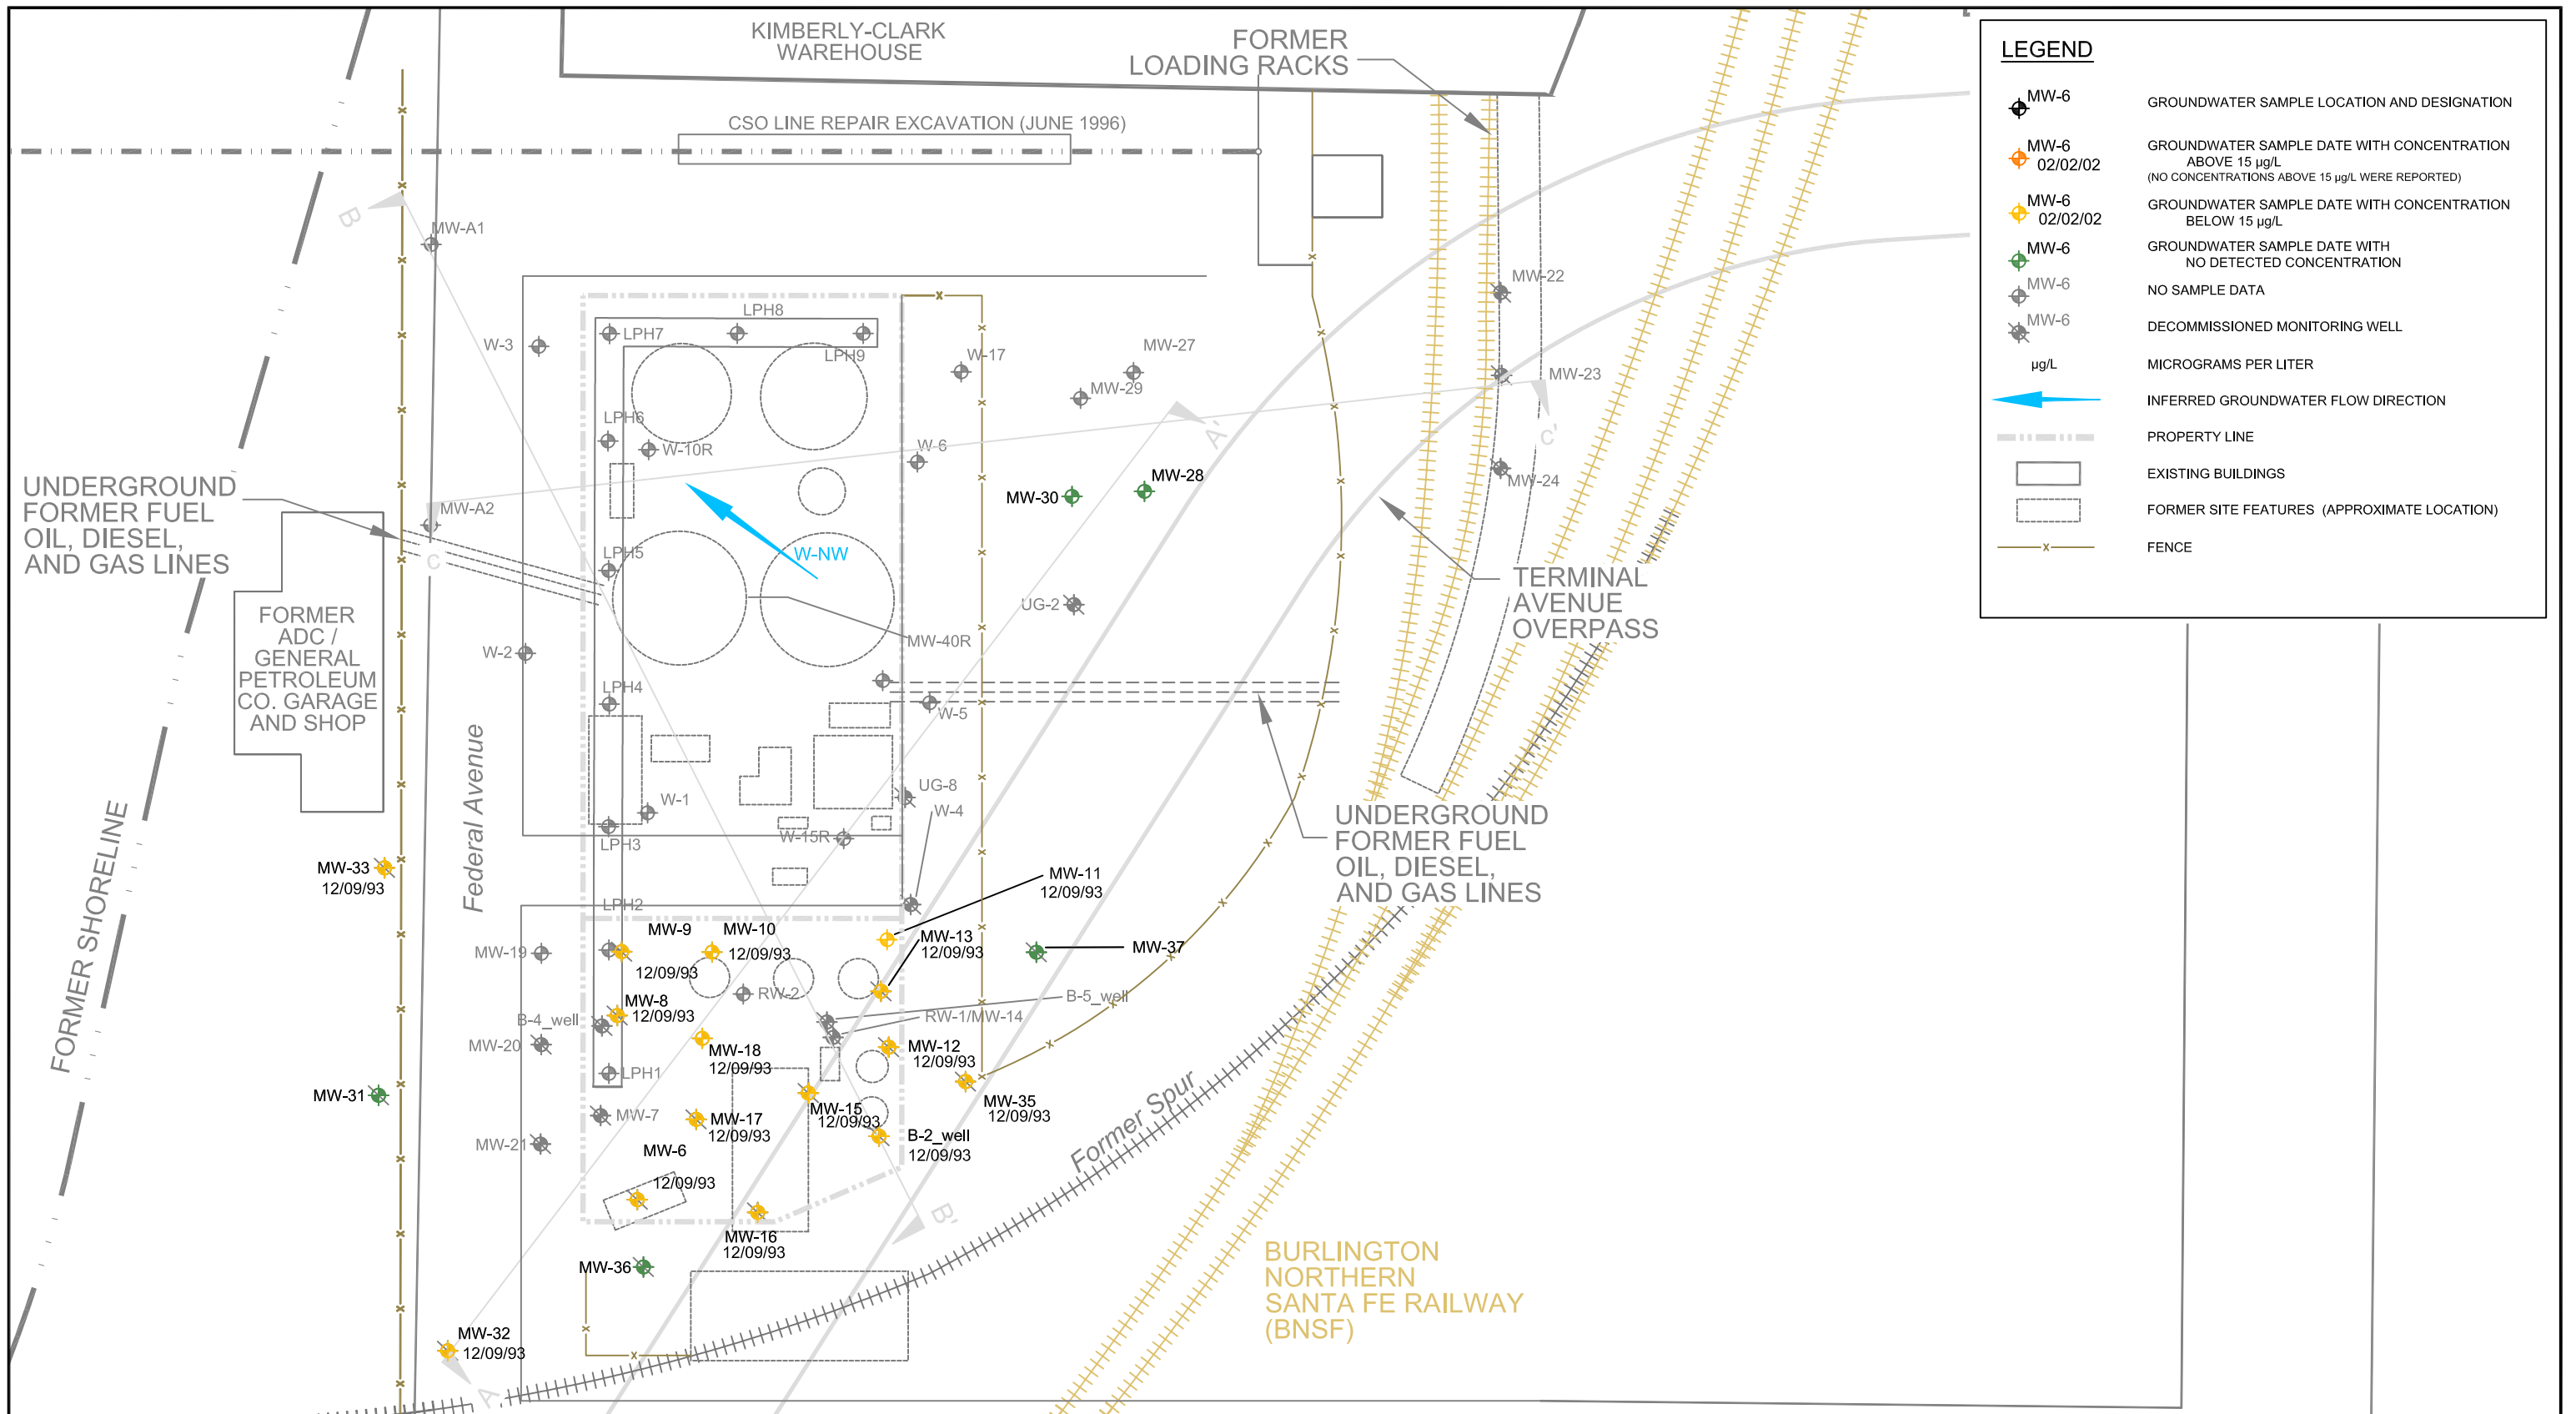 KIMBERLY-CLARK
WAREHOUSE
FORMER
LOADING RACKS
CSO LINE REPAIR EXCAVATION (JUNE 1996)
B
MW-A1
MW-22
LPH8
LPH7
LPH9
W-3
W-17
MW-27
MW-29
MW-23
LPH6
W-10R
W-6
A'
C'
MW-24
UNDERGROUND
FORMER FUEL
OIL, DIESEL,
AND GAS LINES
MW-A2
C
MW-30
MW-28
W-NW
LPH5
UG-2
TERMINAL
AVENUE
OVERPASS
FORMER
ADC /
GENERAL
PETROLEUM
CO. GARAGE
AND SHOP
W-2
MW-40R
LPH4
W-5
Federal Avenue
UG-8
W-4
W-1
W-15R
LPH3
UNDERGROUND
FORMER FUEL
OIL, DIESEL,
AND GAS LINES
FORMER SHORELINE
MW-33
12/09/93
MW-11
12/09/93
LPH2
MW-9
12/09/93
MW-10
12/09/93
MW-13
12/09/93
MW-37
MW-19
RW-2
B-5_well
MW-8
12/09/93
B-4_well
RW-1/MW-14
MW-20
MW-18
12/09/93
MW-12
12/09/93
LPH1
MW-31
MW-35
12/09/93
MW-7
MW-17
12/09/93
MW-15
12/09/93
B-2_well
12/09/93
MW-21
MW-6
12/09/93
Former Spur
B'
MW-16
12/09/93
MW-36
BURLINGTON
NORTHERN
SANTA FE RAILWAY
(BNSF)
MW-32
12/09/93
A
LEGEND
MW-6
GROUNDWATER SAMPLE LOCATION AND DESIGNATION
MW-6
02/02/02
GROUNDWATER SAMPLE DATE WITH CONCENTRATION
ABOVE 15 µg/L
(NO CONCENTRATIONS ABOVE 15 µg/L WERE REPORTED)
MW-6
02/02/02
GROUNDWATER SAMPLE DATE WITH CONCENTRATION
BELOW 15 µg/L
MW-6
GROUNDWATER SAMPLE DATE WITH
NO DETECTED CONCENTRATION
MW-6
NO SAMPLE DATA
MW-6
DECOMMISSIONED MONITORING WELL
µg/L
MICROGRAMS PER LITER
INFERRED GROUNDWATER FLOW DIRECTION
PROPERTY LINE
EXISTING BUILDINGS
FORMER SITE FEATURES (APPROXIMATE LOCATION)
FENCE